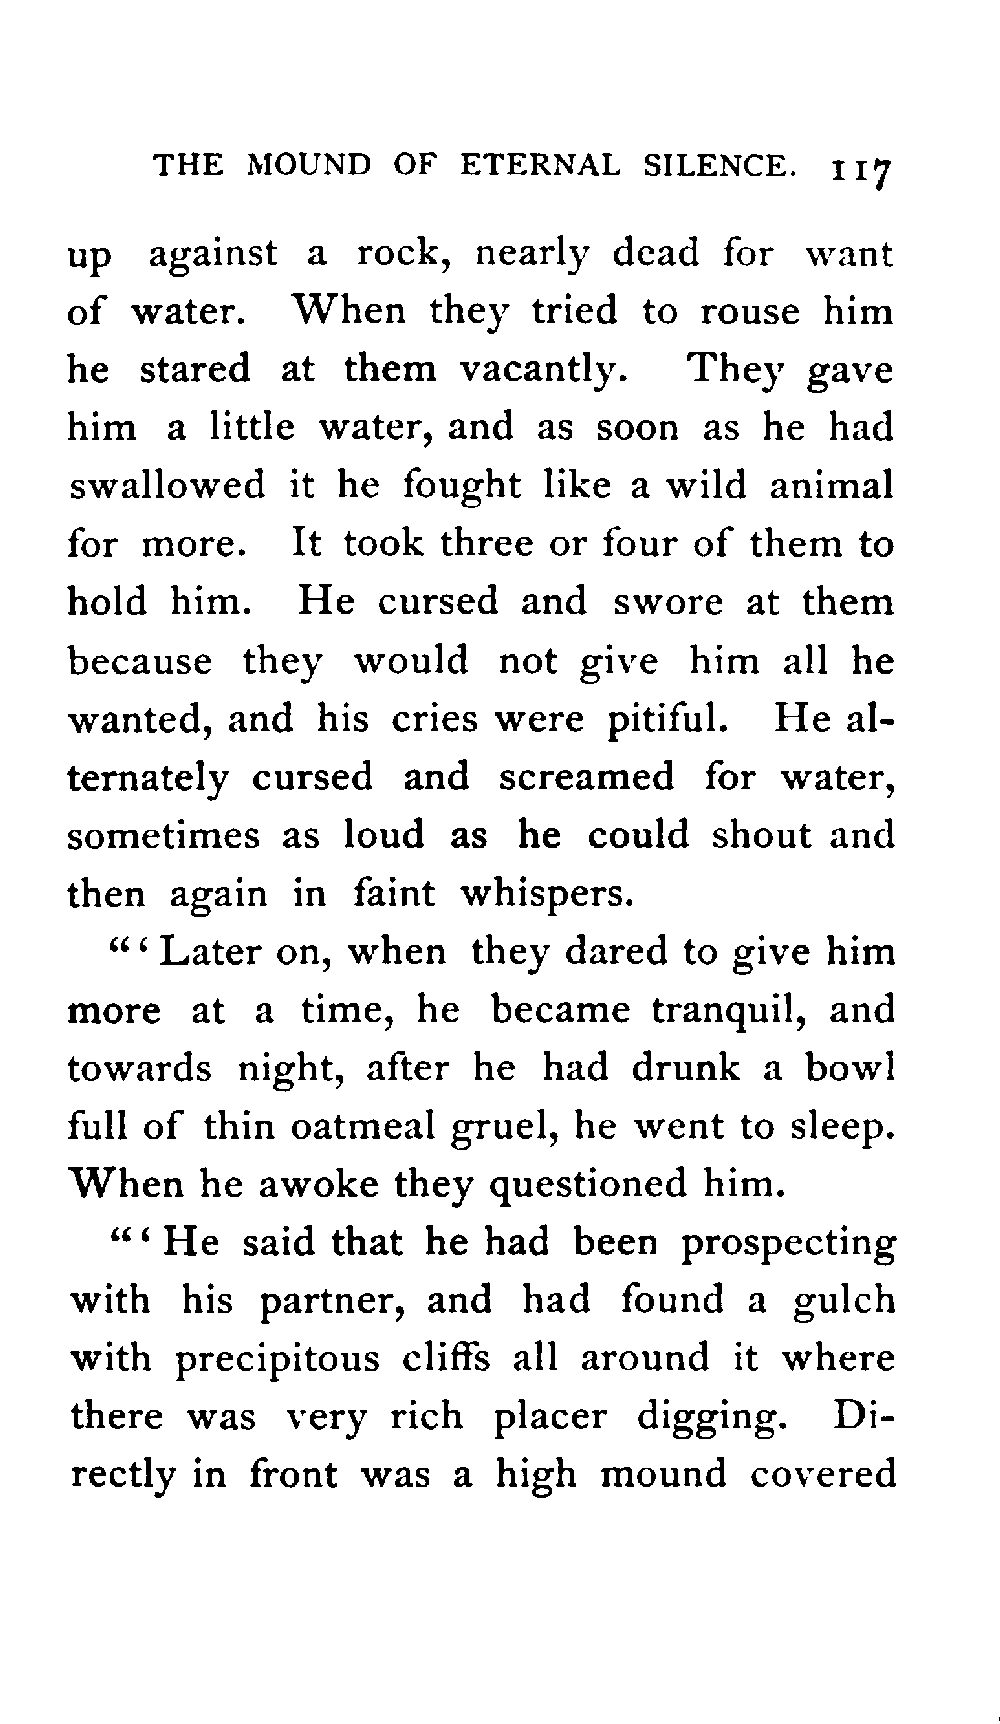 THE MOUND OF ETERNAL SILENCE. 117
up against a rock, nearly dead for want
of water. When they tried to rouse him
he stared at them vacantly. They gave
him a little water, and as soon as he had
swallowed it he fought like a wild animal
for more. It took three or four of them to
hold him. He cursed and swore at them
because they would not give him all he
wanted, and his cries were pitiful. He al-
ternately cursed and screamed for water,
sometimes as loud as he could shout and
then again in faint whispers.
“‘Later on, when they dared to give him
more at a time, he became tranquil, and
towards night, after he had drunk a bowl
full of thin oatmeal gruel, he went to sleep.
When he awoke they questioned him.
“‘He said that he had been prospecting
with his partner, and had found a gulch
with precipitous cliffs all around it where
there was very rich placer digging. Di-
rectly in front was a high mound covered